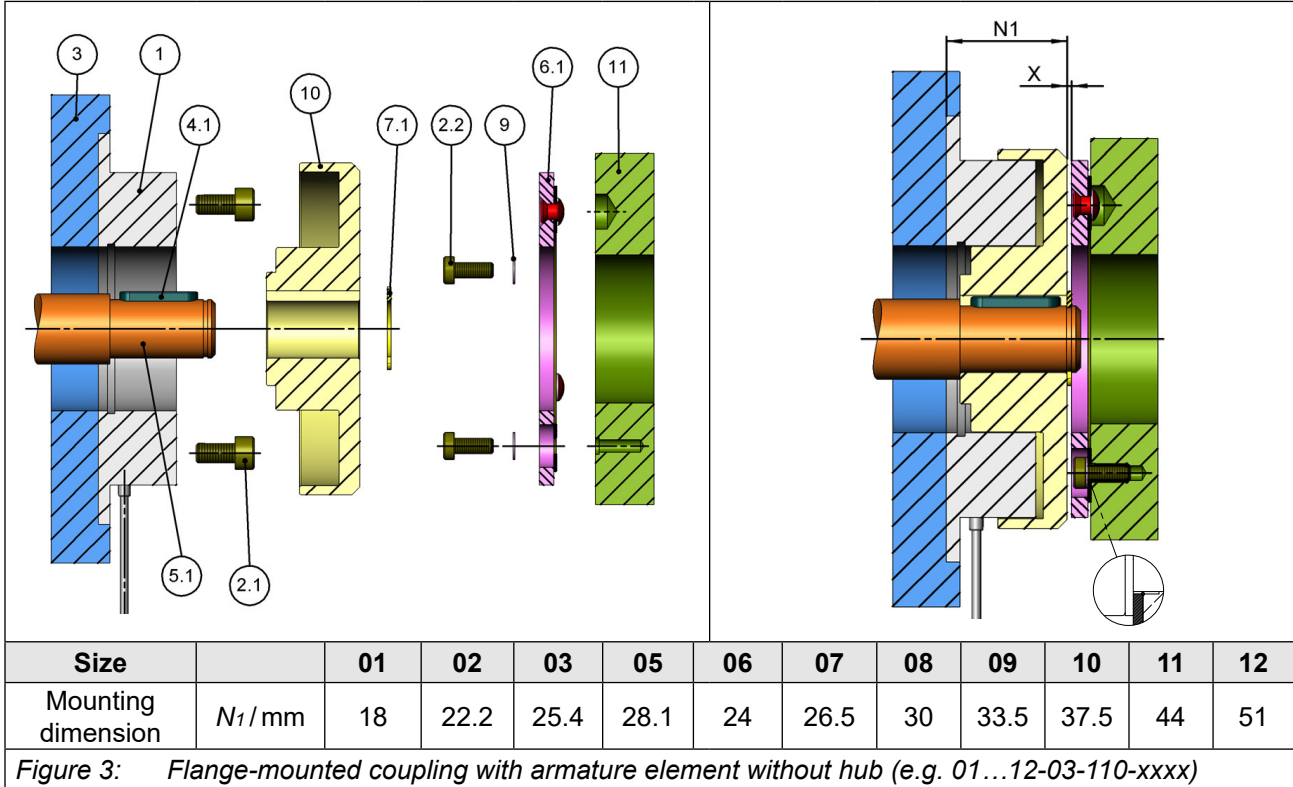 3
1
4.1
10
7.1
2.2
9
6.1
11
5.1
2.1
N1
X
Size 01 02 03 05 06 07 08 09 10 11 12
Mounting dimension N1 / mm 18 22.2 25.4 28.1 24 26.5 30 33.5 37.5 44 51
Figure 3: Flange-mounted coupling with armature element without hub (e.g. 01…12-03-110-xxxx)